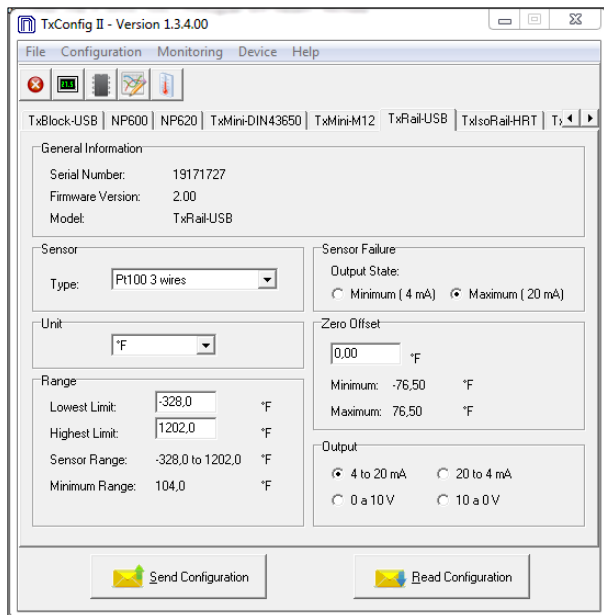 TxConfig II - Version 1.3.4.00
File Configuration Monitoring Device Help
TxBlock-USB NP600 NP620 TxMini-DIN43650 TxMini-M12 TxRail-USB TxIsoRail-HRT
General Information
Serial Number: 19171727
Firmware Version: 2.00
Model: TxRail-USB
Sensor
Type: Pt100 3 wires
Sensor Failure
Output State:
Minimum ( 4 mA) Maximum ( 20 mA)
Unit
°F
Zero Offset
0,00 °F
Minimum: -76,50 °F
Maximum: 76,50 °F
Range
Lowest Limit: -328,0 °F
Highest Limit: 1202,0 °F
Sensor Range: -328,0 to 1202,0 °F
Minimum Range: 104,0 °F
Output
4 to 20 mA 20 to 4 mA
0 a 10 V 10 a 0 V
Send Configuration Read Configuration